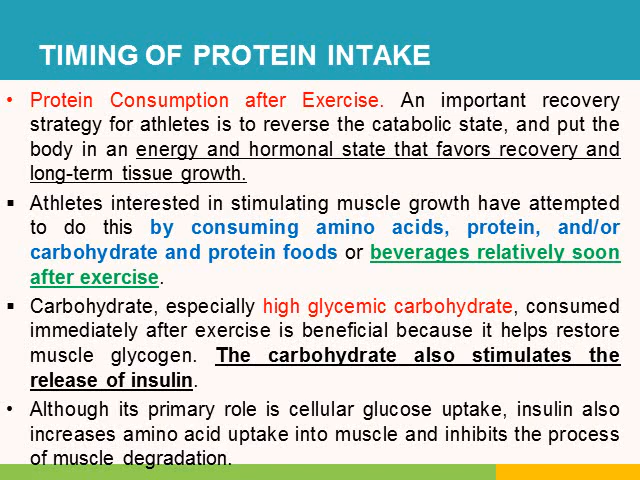 TIMING OF PROTEIN INTAKE
• Protein Consumption after Exercise. An important recovery
strategy for athletes is to reverse the catabolic state, and put the
body in an energy and hormonal state that favors recovery and
long-term tissue growth.
▪ Athletes interested in stimulating muscle growth have attempted
to do this by consuming amino acids, protein, and/or
carbohydrate and protein foods or beverages relatively soon
after exercise.
▪ Carbohydrate, especially high glycemic carbohydrate, consumed
immediately after exercise is beneficial because it helps restore
muscle glycogen. The carbohydrate also stimulates the
release of insulin.
• Although its primary role is cellular glucose uptake, insulin also
increases amino acid uptake into muscle and inhibits the process
of muscle degradation.